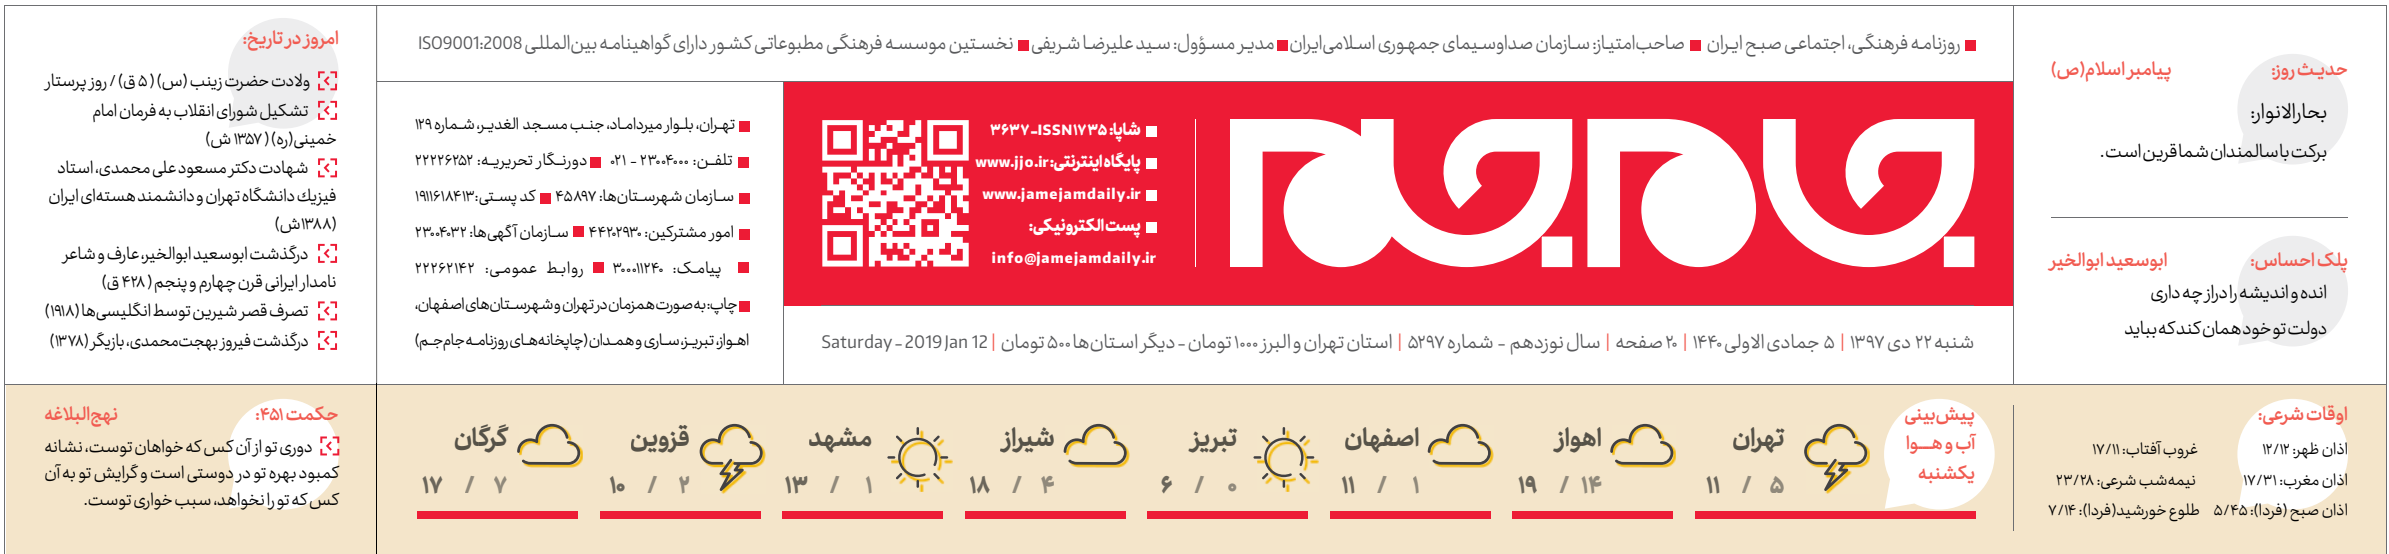 روزنامه فرهنگی، اجتماعی صبح ایران ■ صاحب‌امتیاز: سازمان صداوسیمای جمهوری اسلامی‌ایران ■ مدیر مسؤول: سید علیرضا شریفی ■ نخستین موسسه فرهنگی مطبوعاتی کشور دارای گواهینامه بین‌المللی ISO9001:2008
حدیث روز: پیامبر اسلام(ص)
بحارالانوار:
برکت با سالمندان شما قرین است.
پلک احساس: ابوسعید ابوالخیر
انده و اندیشه را دراز چه داری
دولت تو خود همان کند که بباید
جام‌جم
شاپا: ISSN۱۷۳۵-۳۶۳۷
پایگاه اینترنتی: www.jjo.ir
www.jamejamdaily.ir
پست الکترونیکی:
info@jamejamdaily.ir
شنبه ۲۲ دی ۱۳۹۷ | ۵ جمادی الاولی ۱۴۴۰ | ۲۰ صفحه | سال نوزدهم - شماره ۵۲۹۷ | استان تهران و البرز ۱۰۰۰ تومان - دیگر استان‌ها ۵۰۰ تومان | Saturday - 2019 Jan 12
تهران، بلوار میرداماد، جنب مسجد الغدیر، شماره ۱۲۹
تلفن: ۲۳۰۰۴۰۰۰ - ۰۲۱ ■ دورنگار تحریریه: ۲۲۲۲۶۲۵۲
سازمان شهرستان‌ها: ۴۵۸۹۷ ■ کد پستی: ۱۹۱۱۶۱۸۴۱۳
امور مشترکین: ۴۴۲۰۲۹۳۰ ■ سازمان آگهی‌ها: ۲۳۰۰۴۰۳۲
پیامک: ۳۰۰۰۱۱۲۴۰ ■ روابط عمومی: ۲۲۲۶۲۱۴۲
چاپ: به‌صورت همزمان در تهران و شهرستان‌های اصفهان،
اهواز، تبریز، ساری و همدان (چاپخانه‌های روزنامه جام‌جم)
امروز در تاریخ:
ولادت حضرت زینب (س) (۵ ق) / روز پرستار
تشکیل شورای انقلاب به فرمان امام
خمینی(ره) (۱۳۵۷ ش)
شهادت دکتر مسعود علی محمدی، استاد
فیزیك دانشگاه تهران و دانشمند هسته‌ای ایران
(۱۳۸۸ش)
درگذشت ابوسعید ابوالخیر، عارف و شاعر
نامدار ایرانی قرن چهارم و پنجم (۴۲۸ ق)
تصرف قصر شیرین توسط انگلیسی‌ها (۱۹۱۸)
درگذشت فیروز بهجت‌محمدی، بازیگر (۱۳۷۸)
اوقات شرعی:
اذان ظهر: ۱۲/۱۲ غروب آفتاب: ۱۷/۱۱
اذان مغرب: ۱۷/۳۱ نیمه‌شب شرعی: ۲۳/۲۸
اذان صبح (فردا): ۵/۴۵ طلوع خورشید(فردا): ۷/۱۴
پیش‌بینی
آب و هـــوا
یکشنبه
تهران
۵ / ۱۱
اهواز
۱۴ / ۱۹
اصفهان
۱ / ۱۱
تبریز
۰ / ۶
شیراز
۴ / ۱۸
مشهد
۱ / ۱۳
قزوین
۲ / ۱۰
گرگان
۷ / ۱۷
حکمت ۴۵۱: نهج‌البلاغه
دوری تو از آن کس که خواهان توست، نشانه
کمبود بهره تو در دوستی است و گرایش تو به آن
کس که تو را نخواهد، سبب خواری توست.